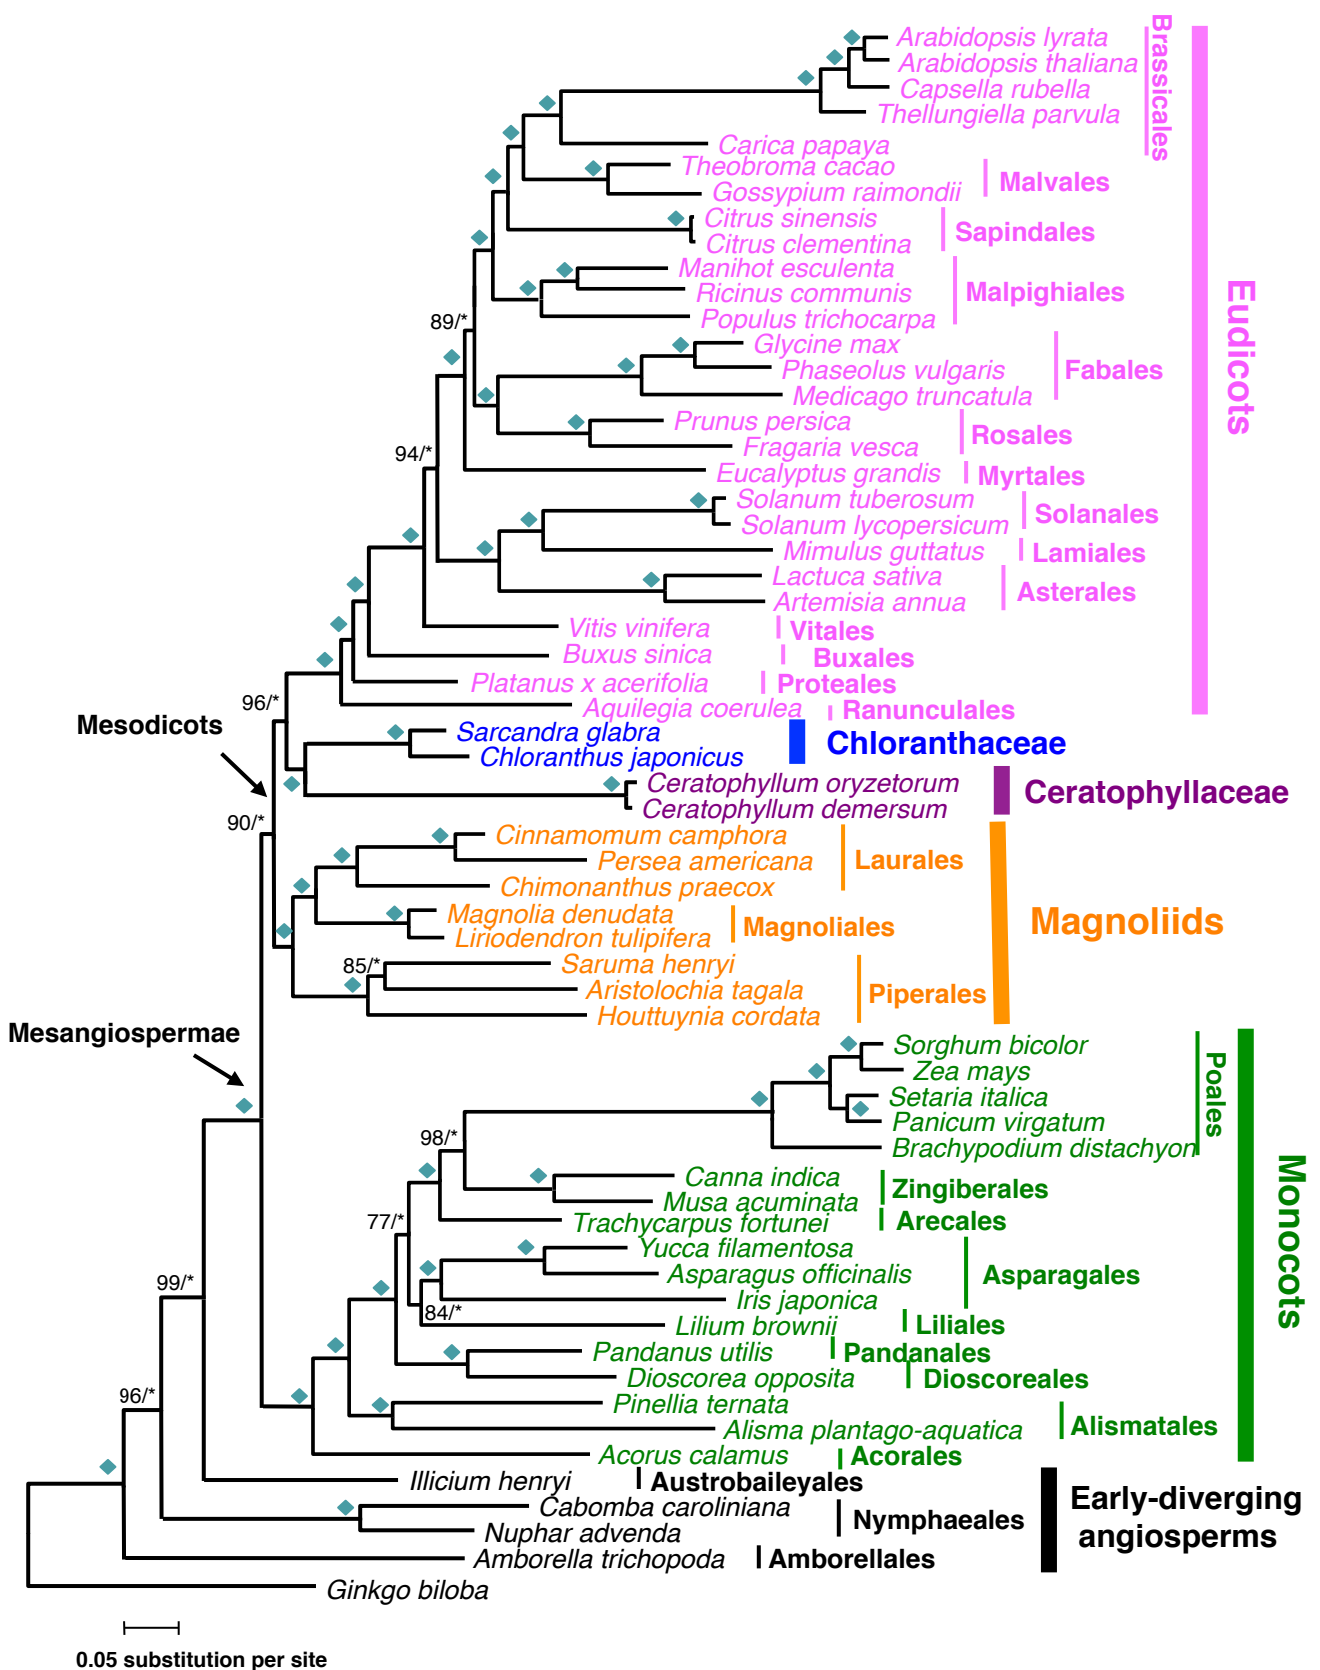 Arabidopsis lyrata
Arabidopsis thaliana
Capsella rubella
Thellungiella parvula
Carica papaya
Brassicales
Theobroma cacao
Gossypium raimondii
Malvales
Citrus sinensis
Citrus clementina
Sapindales
Manihot esculenta
Ricinus communis
Populus trichocarpa
Malpighiales
89/*
Glycine max
Phaseolus vulgaris
Medicago truncatula
Fabales
Prunus persica
Fragaria vesca
Rosales
94/*
Eucalyptus grandis
Myrtales
Solanum tuberosum
Solanum lycopersicum
Solanales
Mimulus guttatus
Lamiales
Lactuca sativa
Artemisia annua
Asterales
Vitis vinifera
Vitales
Buxus sinica
Buxales
Platanus x acerifolia
Proteales
Aquilegia coerulea
Ranunculales
Eudicots
96/*
Mesodicots
Sarcandra glabra
Chloranthus japonicus
Chloranthaceae
Ceratophyllum oryzetorum
Ceratophyllum demersum
Ceratophyllaceae
90/*
Cinnamomum camphora
Persea americana
Chimonanthus praecox
Laurales
Magnolia denudata
Liriodendron tulipifera
Magnoliales
85/*
Saruma henryi
Aristolochia tagala
Houttuynia cordata
Piperales
Magnoliids
Mesangiospermae
Sorghum bicolor
Zea mays
Setaria italica
Panicum virgatum
Brachypodium distachyon
Poales
98/*
Canna indica
Musa acuminata
Zingiberales
Trachycarpus fortunei
Arecales
77/*
Yucca filamentosa
Asparagus officinalis
Iris japonica
Asparagales
84/*
Lilium brownii
Liliales
Pandanus utilis
Pandanales
Dioscorea opposita
Dioscoreales
Pinellia ternata
Alisma plantago-aquatica
Alismatales
Acorus calamus
Acorales
Monocots
99/*
96/*
Illicium henryi
Austrobaileyales
Cabomba caroliniana
Nuphar advenda
Nymphaeales
Amborella trichopoda
Amborellales
Early-diverging
angiosperms
Ginkgo biloba
0.05 substitution per site